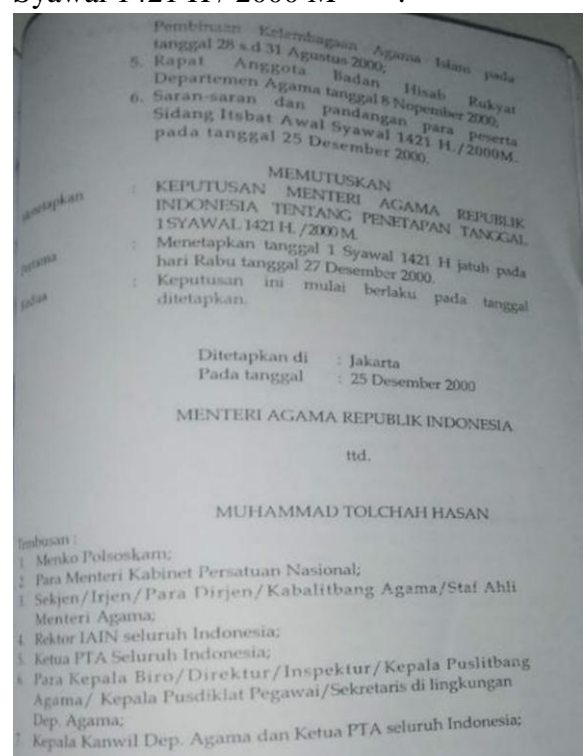 Syawal 1421 H / 2000 M
Pembinaan Kelembagaan Agama Islam pada
tanggal 28 s.d 31 Agustus 2000;
5. Rapat Anggota Badan Hisab Rukyat
Departemen Agama tanggal 8 Nopember 2000;
6. Saran-saran dan pandangan para peserta
Sidang Itsbat Awal Syawal 1421 H./2000M.
pada tanggal 25 Desember 2000.
MEMUTUSKAN
Menetapkan : KEPUTUSAN MENTERI AGAMA REPUBLIK
INDONESIA TENTANG PENETAPAN TANGGAL
1 SYAWAL 1421 H. /2000 M.
Pertama : Menetapkan tanggal 1 Syawal 1421 H jatuh pada
hari Rabu tanggal 27 Desember 2000.
Kedua : Keputusan ini mulai berlaku pada tanggal
ditetapkan.
Ditetapkan di : Jakarta
Pada tanggal : 25 Desember 2000
MENTERI AGAMA REPUBLIK INDONESIA
ttd.
MUHAMMAD TOLCHAH HASAN
Tembusan :
1. Menko Polsoskam;
2. Para Menteri Kabinet Persatuan Nasional;
3. Sekjen/Irjen/Para Dirjen/Kabalitbang Agama/Staf Ahli
Menteri Agama;
4. Rektor IAIN seluruh Indonesia;
5. Ketua PTA Seluruh Indonesia;
6. Para Kepala Biro/Direktur/Inspektur/Kepala Puslitbang
Agama/ Kepala Pusdiklat Pegawai/Sekretaris di lingkungan
Dep. Agama;
7. Kepala Kanwil Dep. Agama dan Ketua PTA seluruh Indonesia;